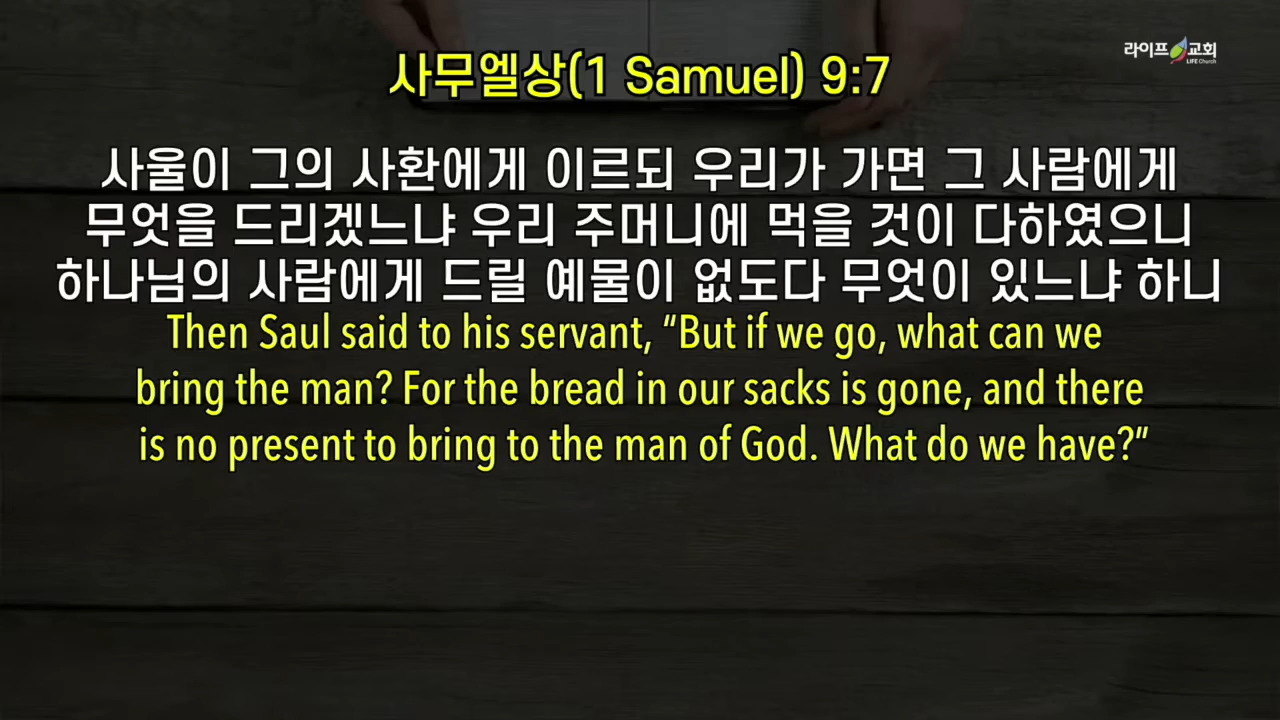 라이프교회
LIFE Church
사무엘상(1 Samuel) 9:7
사울이 그의 사환에게 이르되 우리가 가면 그 사람에게
무엇을 드리겠느냐 우리 주머니에 먹을 것이 다하였으니
하나님의 사람에게 드릴 예물이 없도다 무엇이 있느냐 하니
Then Saul said to his servant, “But if we go, what can we
bring the man? For the bread in our sacks is gone, and there
is no present to bring to the man of God. What do we have?”